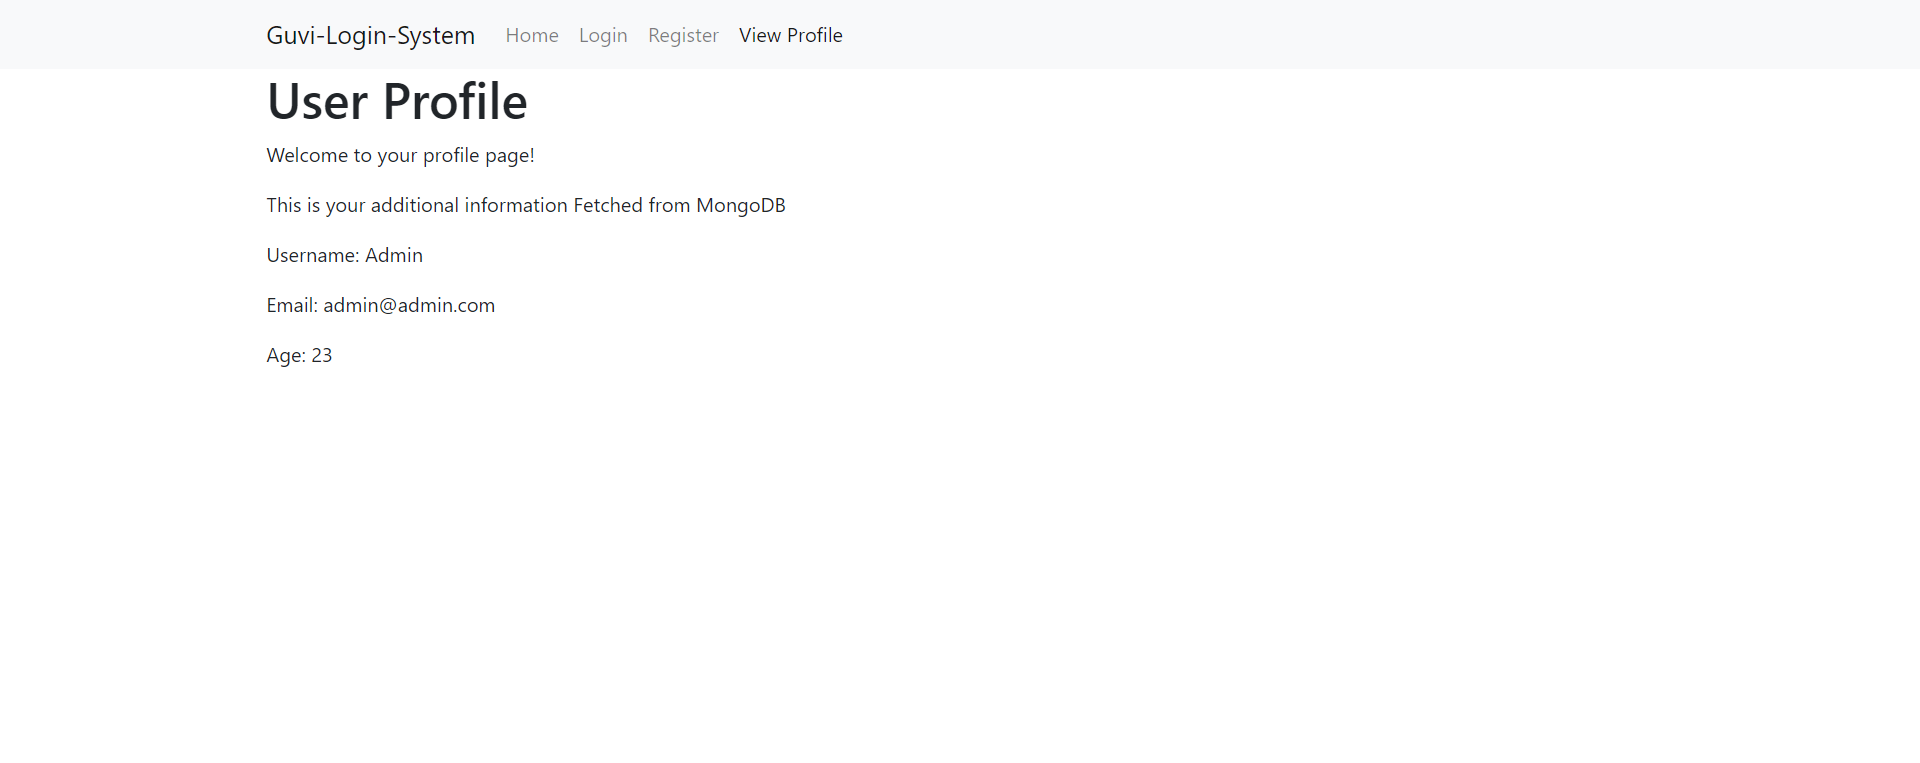 Guvi-Login-System Home Login Register View Profile
User Profile
Welcome to your profile page!
This is your additional information Fetched from MongoDB
Username: Admin
Email: admin@admin.com
Age: 23